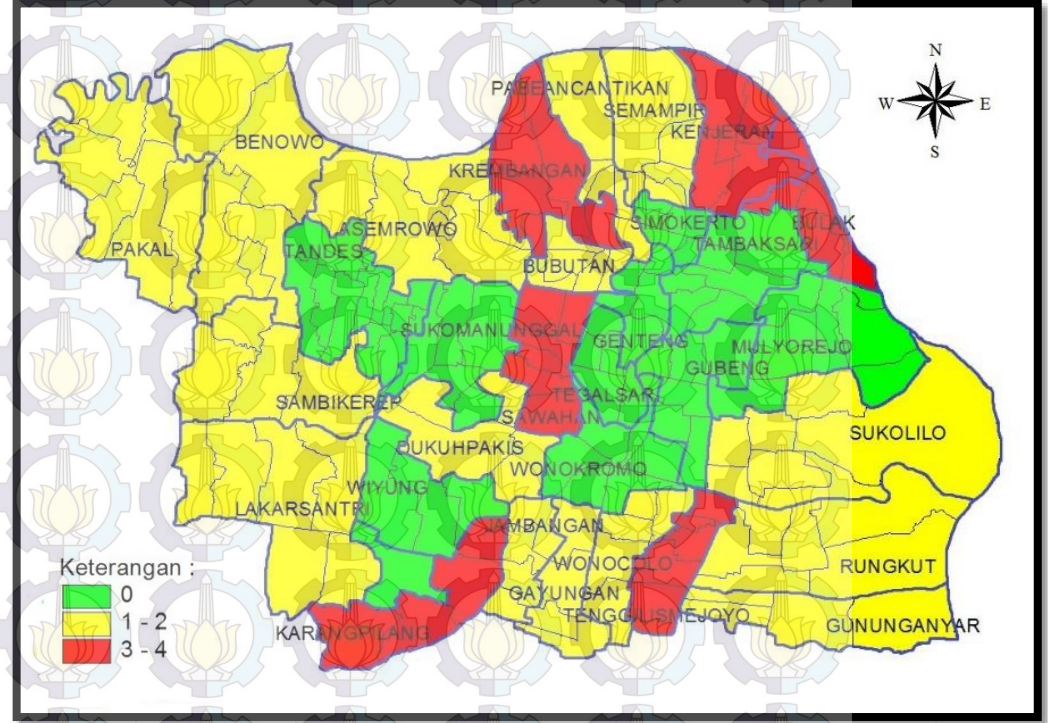 N
W E
S
PABEANCANTIKAN
SEMAMPIR
KENJERAN
BENOWO
KREMBANGAN
SIMOKERTO
BULAK
ASEMROWO
TAMBAKSARI
PAKAL
TANDES
BUBUTAN
SUKOMANUNGGAL
GENTENG
MULYOREJO
GUBENG
TEGALSARI
SAMBIKEREP
SAWAHAN
SUKOLILO
DUKUHPAKIS
WONOKROMO
WIYUNG
LAKARSANTRI
JAMBANGAN
WONOCOLO
RUNGKUT
GAYUNGAN
TENGGILISMEJOYO
GUNUNGANYAR
KARANGPILANG
Keterangan :
0
1 - 2
3 - 4